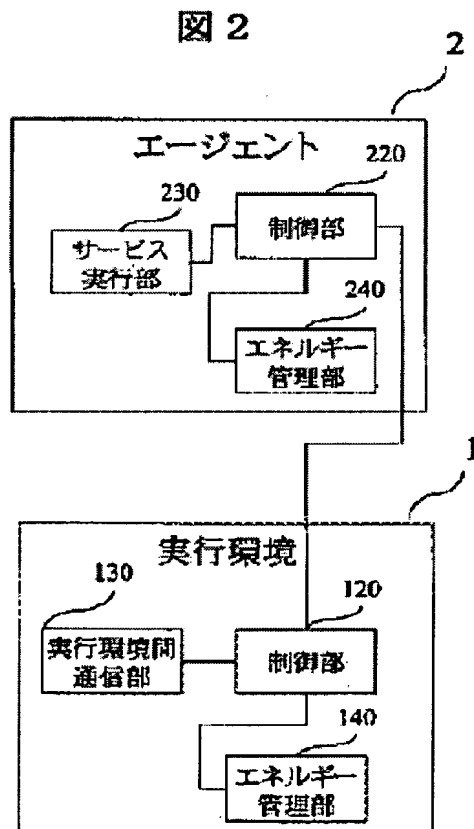 図2
2
エージェント
220
230
制御部
サービス
実行部
240
エネルギー
管理部
1
実行環境
130
120
実行環境間
通信部
制御部
140
エネルギー
管理部